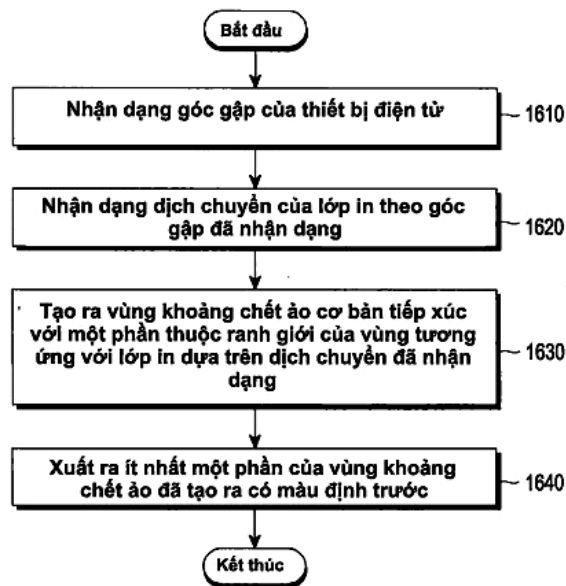 Bắt đầu
Nhận dạng góc gập của thiết bị điện tử
1610
Nhận dạng dịch chuyển của lớp in theo góc
gập đã nhận dạng
1620
Tạo ra vùng khoảng chết ảo cơ bản tiếp xúc
với một phần thuộc ranh giới của vùng tương
ứng với lớp in dựa trên dịch chuyển đã nhận
dạng
1630
Xuất ra ít nhất một phần của vùng khoảng
chết ảo đã tạo ra có màu định trước
1640
Kết thúc